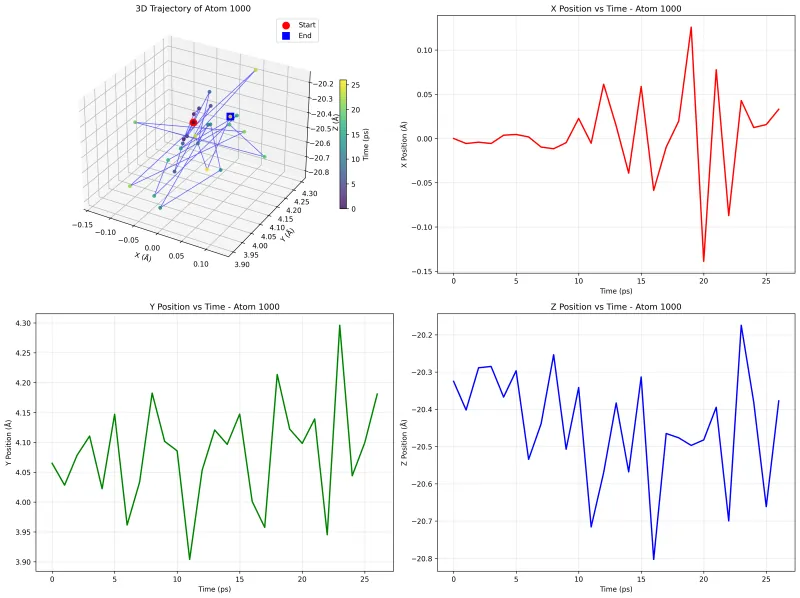 3D Trajectory of Atom 1000
Start
End
−20.2
−20.3
−20.4
−20.5
−20.6
−20.7
−20.8
Z (Å)
4.30
4.25
4.20
4.15
4.10
4.05
4.00
3.95
3.90
Y (Å)
−0.15
−0.10
−0.05
0.00
0.05
0.10
X (Å)
25
20
15
10
5
0
Time (ps)
X Position vs Time - Atom 1000
0.10
0.05
0.00
−0.05
−0.10
−0.15
X Position (Å)
0 5 10 15 20 25
Time (ps)
Y Position vs Time - Atom 1000
4.30
4.25
4.20
4.15
4.10
4.05
4.00
3.95
3.90
Y Position (Å)
0 5 10 15 20 25
Time (ps)
Z Position vs Time - Atom 1000
−20.2
−20.3
−20.4
−20.5
−20.6
−20.7
−20.8
Z Position (Å)
0 5 10 15 20 25
Time (ps)